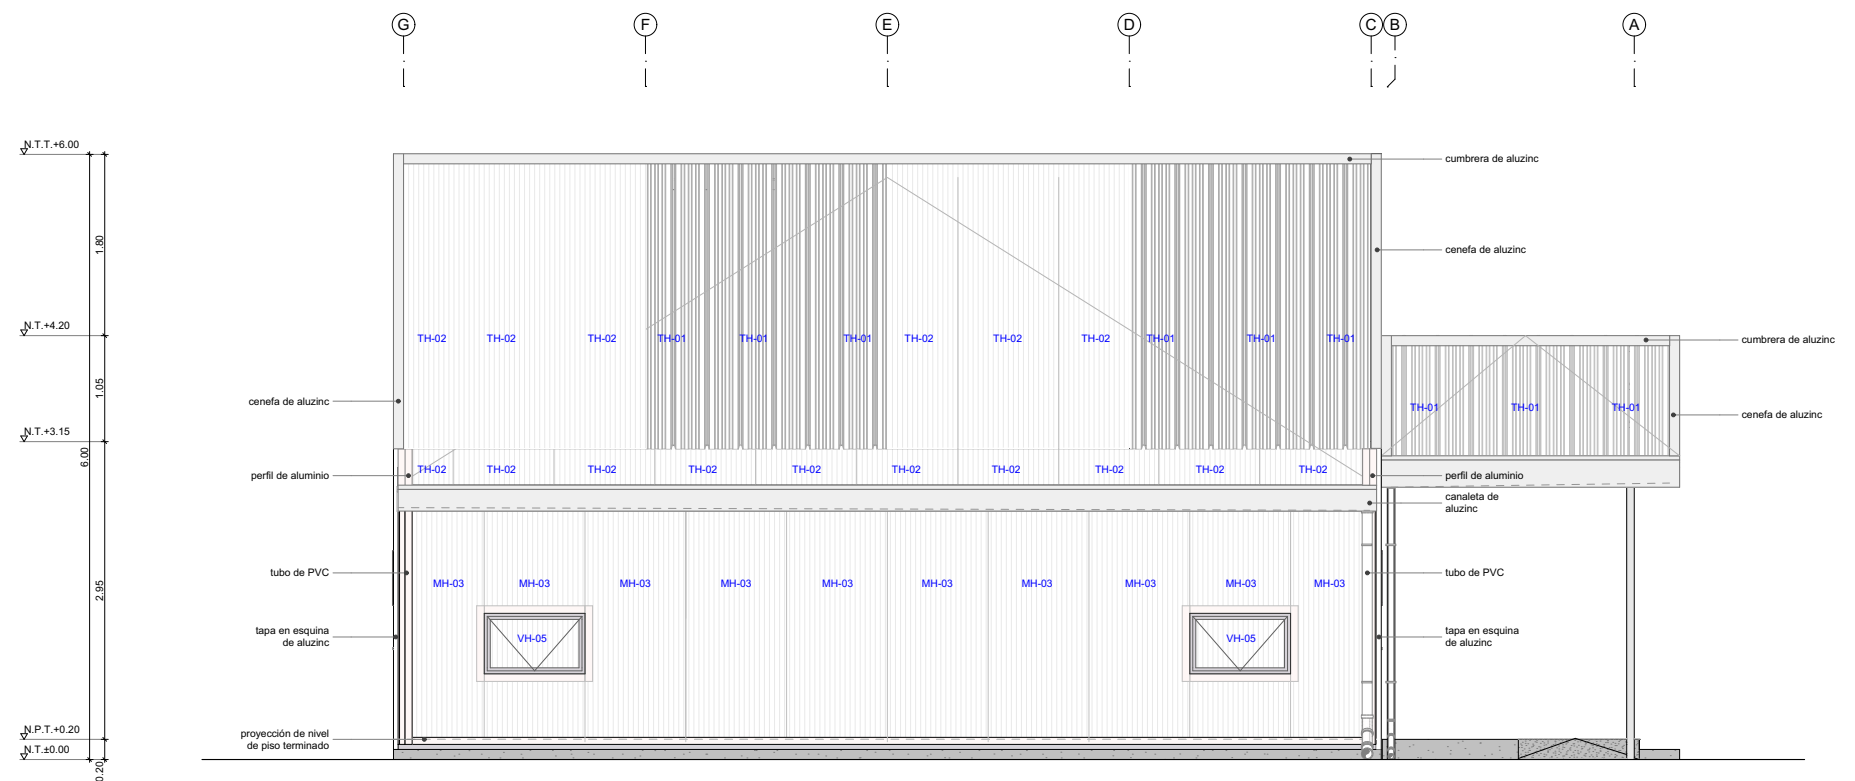 G F E D C B A
N.T.T.+6.00
cumbrera de aluzinc
1.80
cenefa de aluzinc
N.T.+4.20
TH-02 TH-02 TH-02 TH-01 TH-01 TH-01 TH-02 TH-02 TH-02 TH-01 TH-01 TH-01
cumbrera de aluzinc
1.05
cenefa de aluzinc
TH-01 TH-01 TH-01
cenefa de aluzinc
N.T.+3.15
6.00
TH-02 TH-02 TH-02 TH-02 TH-02 TH-02 TH-02 TH-02 TH-02 TH-02
perfil de aluminio
perfil de aluminio
canaleta de
aluzinc
tubo de PVC
tubo de PVC
MH-03 MH-03 MH-03 MH-03 MH-03 MH-03 MH-03 MH-03 MH-03 MH-03
2.95
tapa en esquina
de aluzinc
VH-05 VH-05
tapa en esquina
de aluzinc
N.P.T.+0.20
proyección de nivel
de piso terminado
N.T.±0.00
0.20